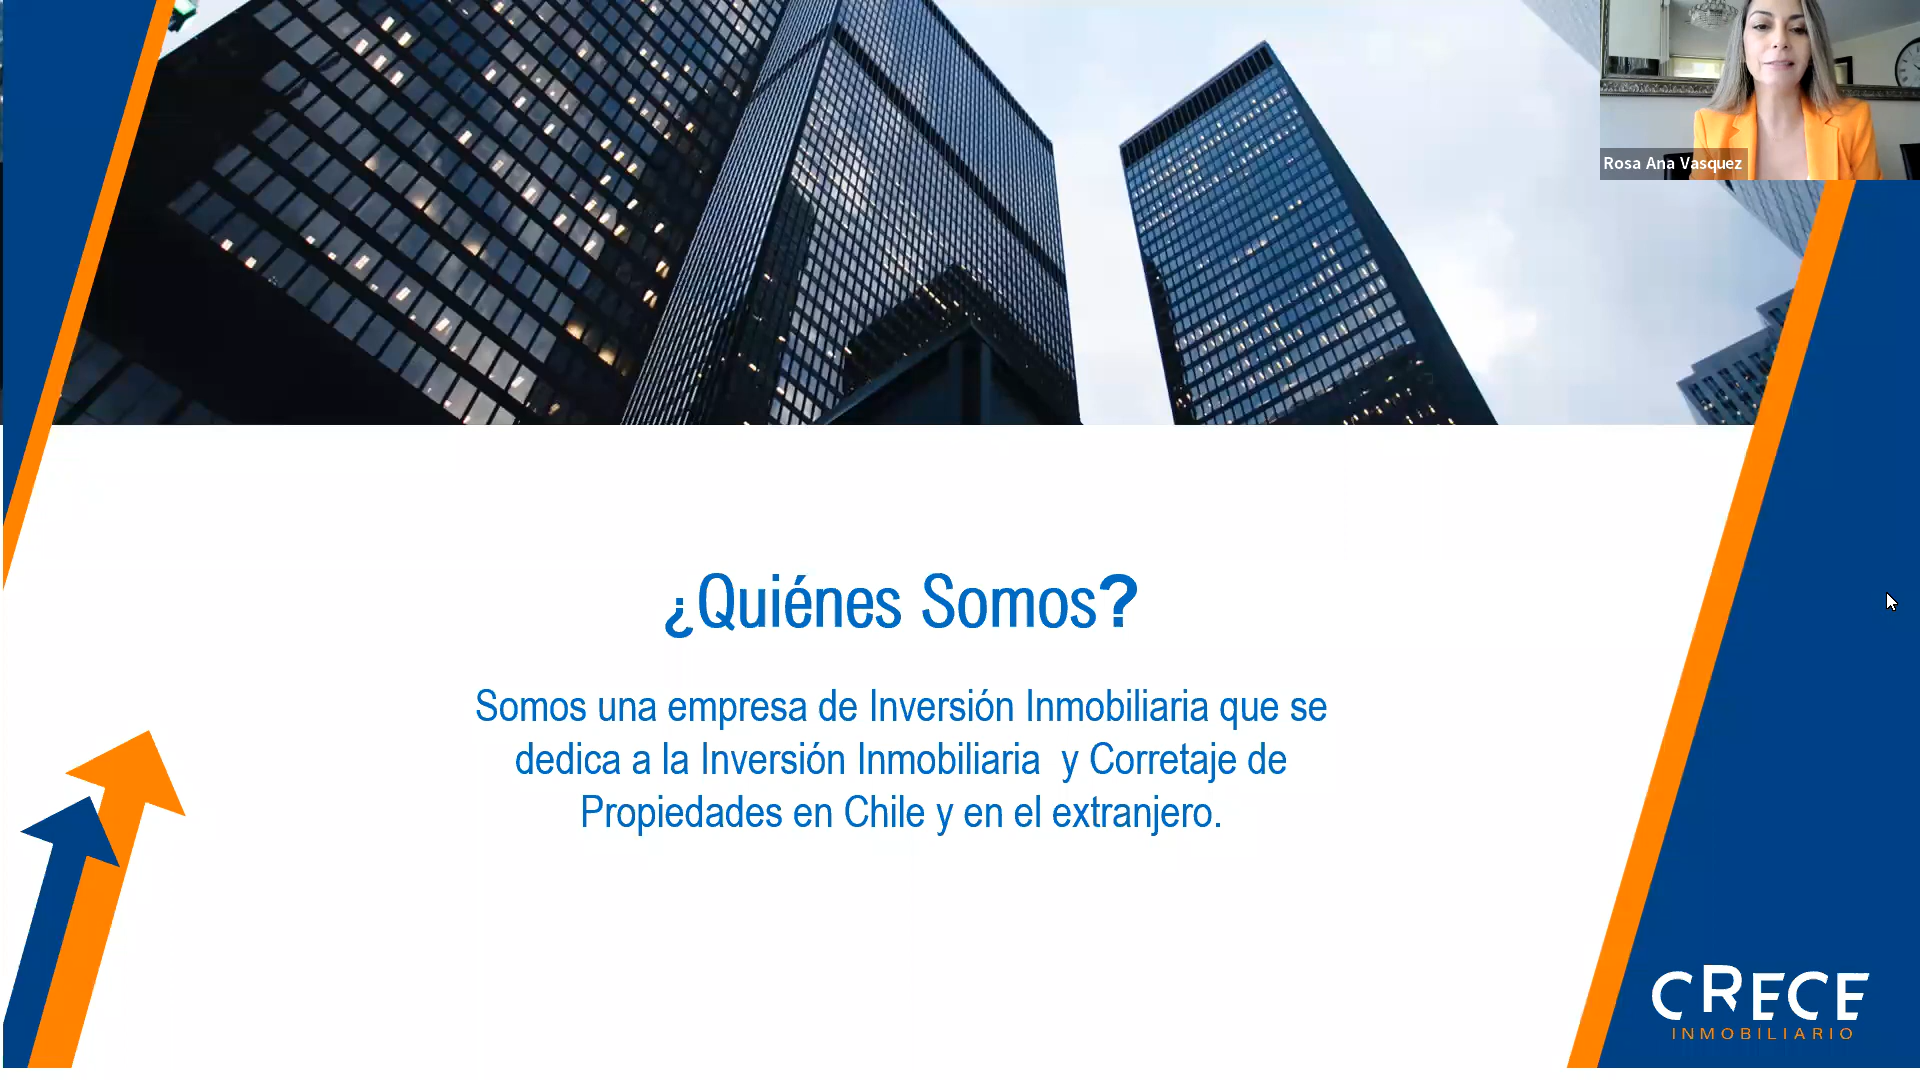 Rosa Ana Vasquez
¿Quiénes Somos?
Somos una empresa de Inversión Inmobiliaria que se
dedica a la Inversión Inmobiliaria  y Corretaje de
Propiedades en Chile y en el extranjero.
CRECE
INMOBILIARIO